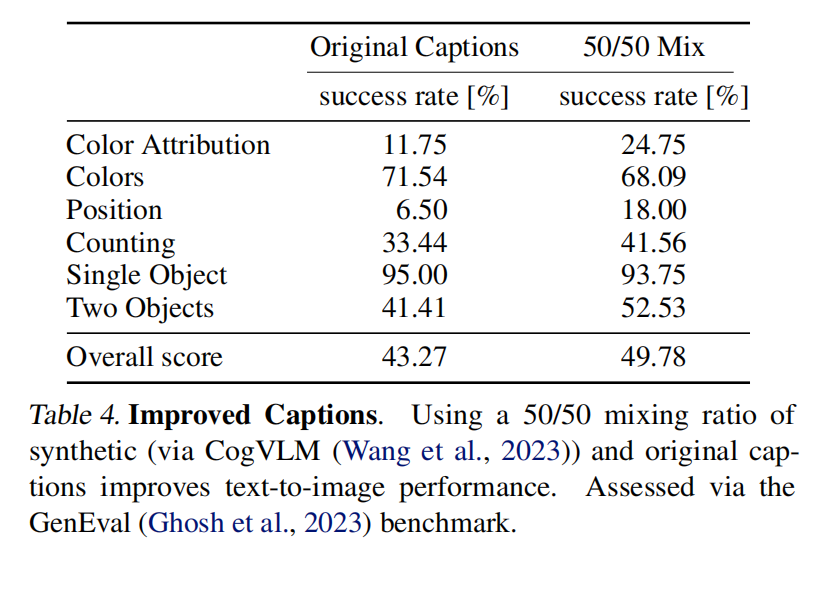 Original Captions 50/50 Mix
success rate [%] success rate [%]
Color Attribution 11.75 24.75
Colors 71.54 68.09
Position 6.50 18.00
Counting 33.44 41.56
Single Object 95.00 93.75
Two Objects 41.41 52.53
Overall score 43.27 49.78
Table 4. Improved Captions. Using a 50/50 mixing ratio of
synthetic (via CogVLM (Wang et al., 2023)) and original cap-
tions improves text-to-image performance. Assessed via the
GenEval (Ghosh et al., 2023) benchmark.